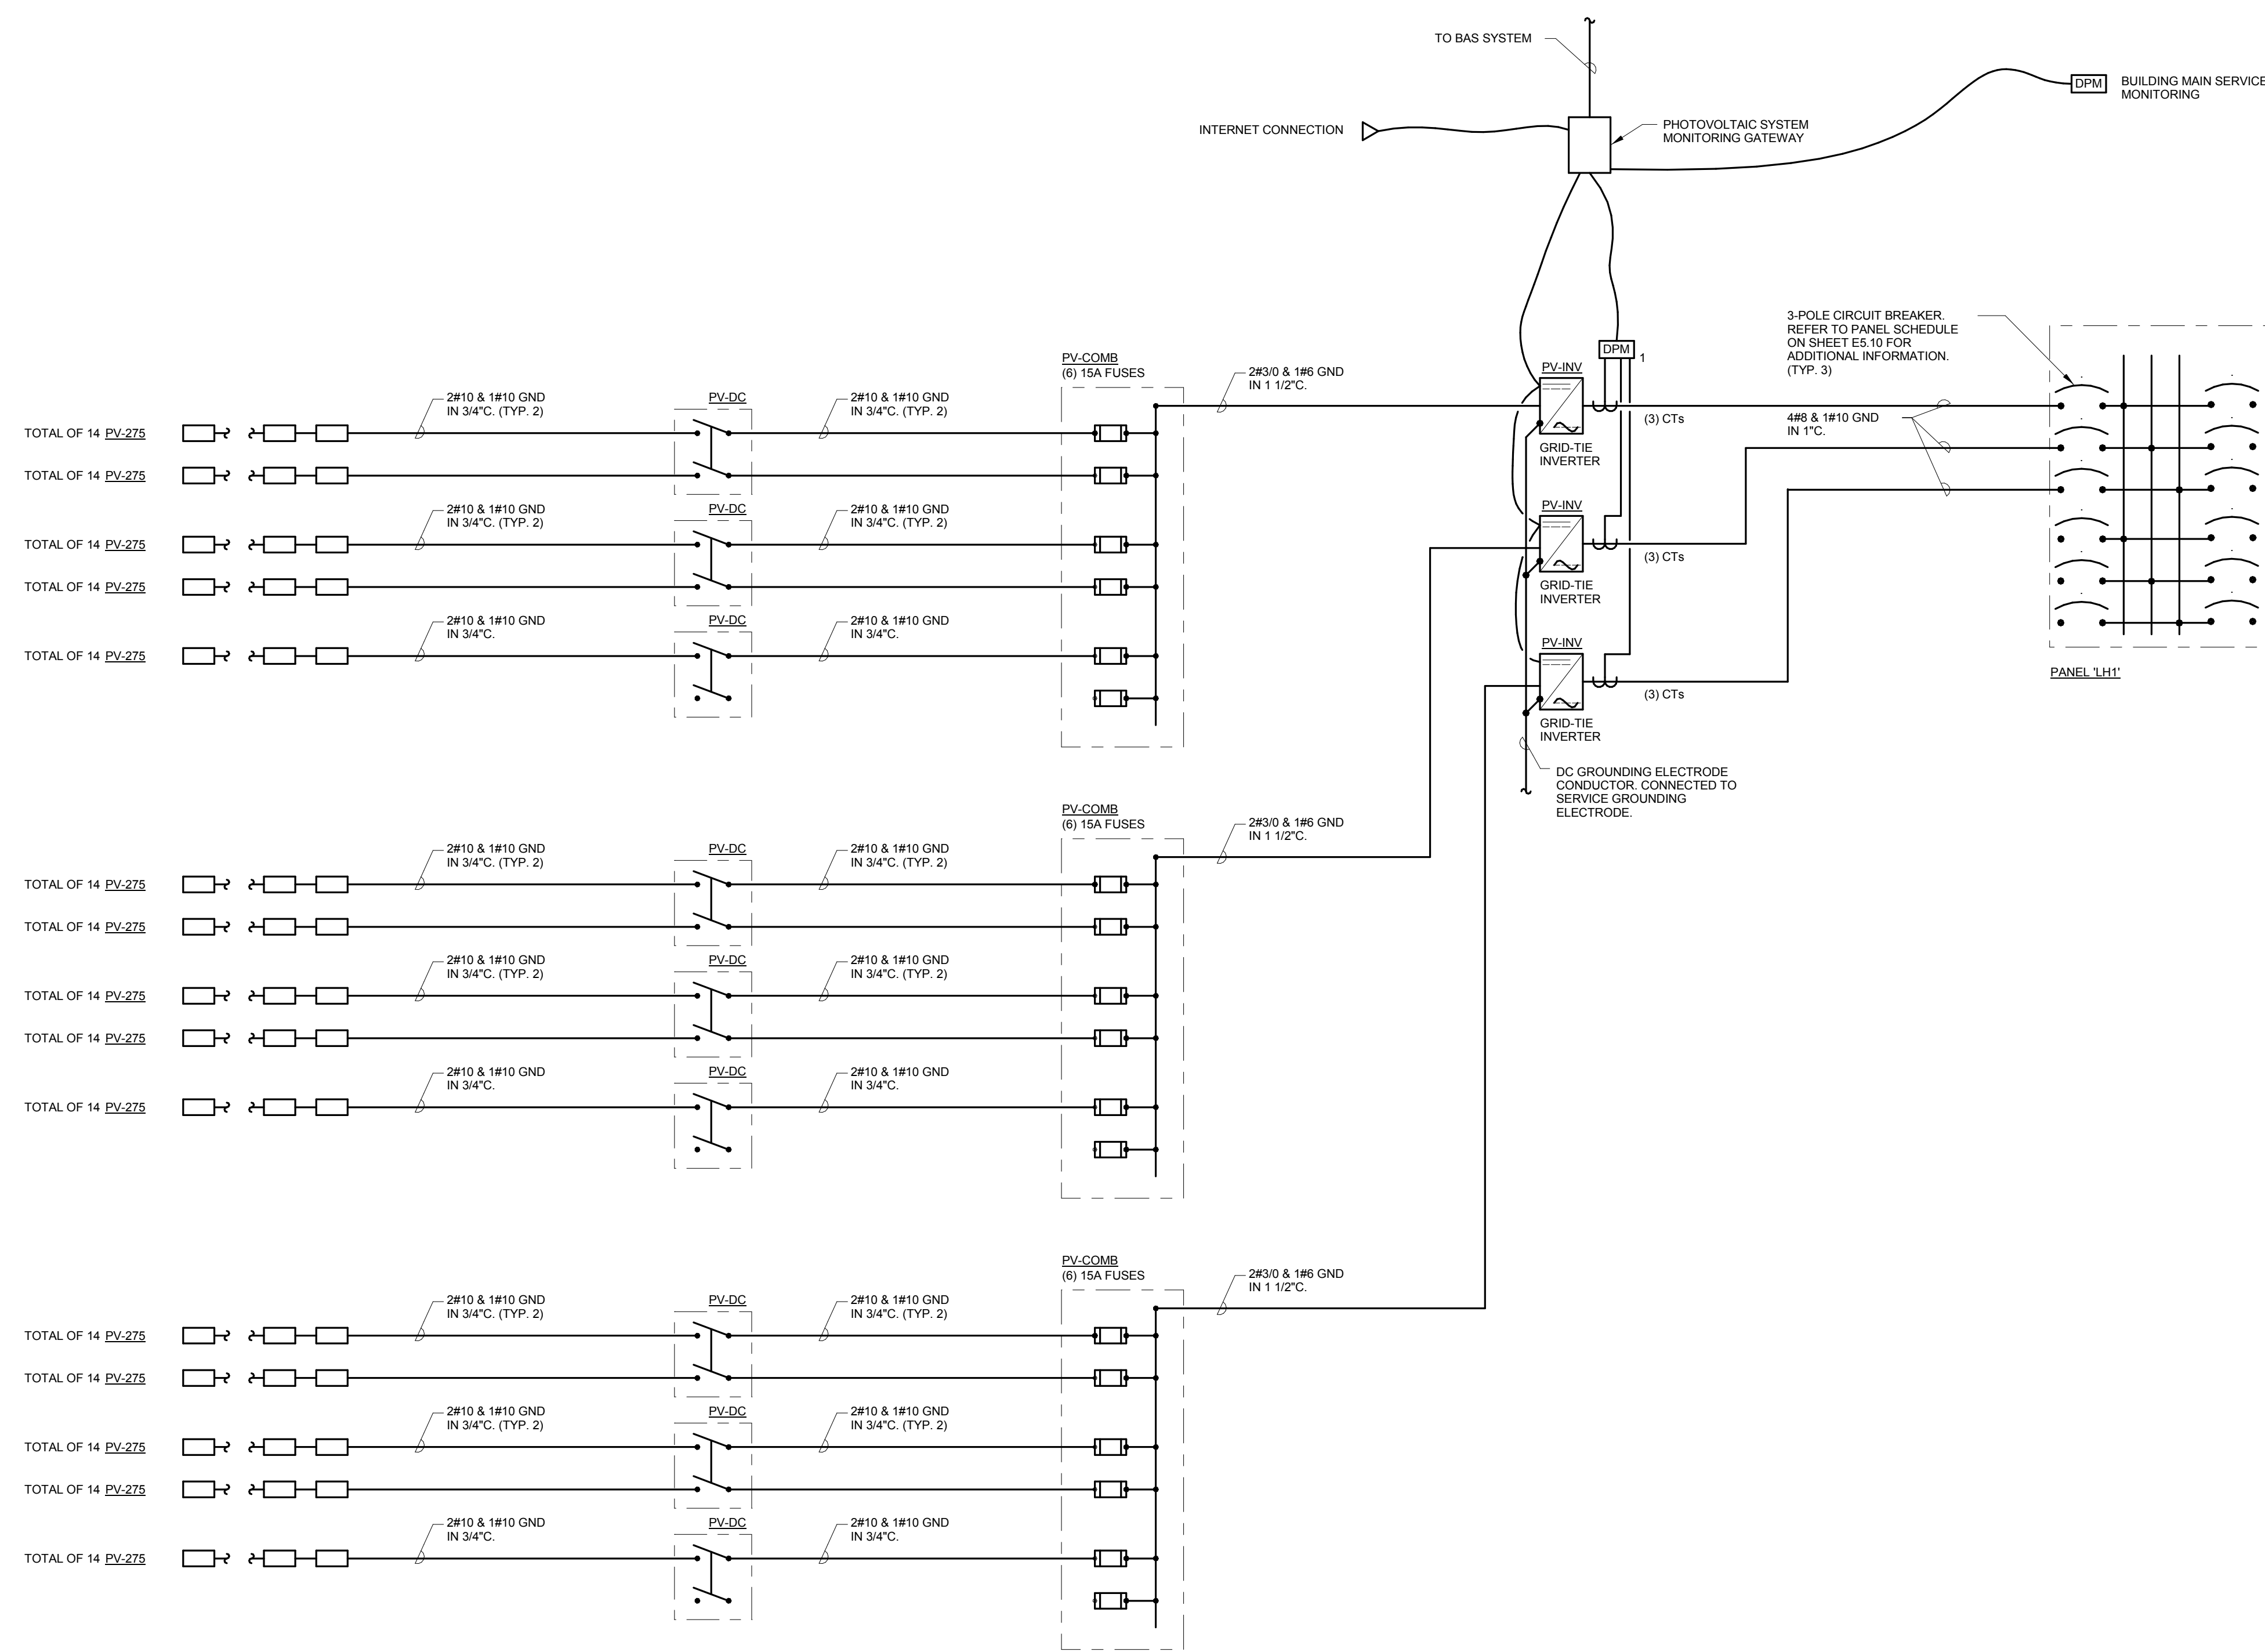 TO BAS SYSTEM
DPM
BUILDING MAIN SERVICE
MONITORING
INTERNET CONNECTION
PHOTOVOLTAIC SYSTEM
MONITORING GATEWAY
3-POLE CIRCUIT BREAKER.
REFER TO PANEL SCHEDULE
ON SHEET E5.10 FOR
ADDITIONAL INFORMATION.
(TYP. 3)
DPM
1
PV-COMB
(6) 15A FUSES
2#3/0 & 1#6 GND
IN 1 1/2"C.
PV-INV
(3) CTs
4#8 & 1#10 GND
IN 1"C.
GRID-TIE
INVERTER
2#10 & 1#10 GND
IN 3/4"C. (TYP. 2)
PV-DC
2#10 & 1#10 GND
IN 3/4"C. (TYP. 2)
TOTAL OF 14 PV-275
TOTAL OF 14 PV-275
2#10 & 1#10 GND
IN 3/4"C. (TYP. 2)
PV-DC
2#10 & 1#10 GND
IN 3/4"C. (TYP. 2)
PV-INV
(3) CTs
GRID-TIE
INVERTER
TOTAL OF 14 PV-275
TOTAL OF 14 PV-275
2#10 & 1#10 GND
IN 3/4"C.
PV-DC
2#10 & 1#10 GND
IN 3/4"C.
TOTAL OF 14 PV-275
PV-INV
(3) CTs
GRID-TIE
INVERTER
PANEL 'LH1'
DC GROUNDING ELECTRODE
CONDUCTOR. CONNECTED TO
SERVICE GROUNDING
ELECTRODE.
PV-COMB
(6) 15A FUSES
2#3/0 & 1#6 GND
IN 1 1/2"C.
2#10 & 1#10 GND
IN 3/4"C. (TYP. 2)
PV-DC
2#10 & 1#10 GND
IN 3/4"C. (TYP. 2)
TOTAL OF 14 PV-275
TOTAL OF 14 PV-275
2#10 & 1#10 GND
IN 3/4"C. (TYP. 2)
PV-DC
2#10 & 1#10 GND
IN 3/4"C. (TYP. 2)
TOTAL OF 14 PV-275
TOTAL OF 14 PV-275
2#10 & 1#10 GND
IN 3/4"C.
PV-DC
2#10 & 1#10 GND
IN 3/4"C.
TOTAL OF 14 PV-275
PV-COMB
(6) 15A FUSES
2#3/0 & 1#6 GND
IN 1 1/2"C.
2#10 & 1#10 GND
IN 3/4"C. (TYP. 2)
PV-DC
2#10 & 1#10 GND
IN 3/4"C. (TYP. 2)
TOTAL OF 14 PV-275
TOTAL OF 14 PV-275
2#10 & 1#10 GND
IN 3/4"C. (TYP. 2)
PV-DC
2#10 & 1#10 GND
IN 3/4"C. (TYP. 2)
TOTAL OF 14 PV-275
TOTAL OF 14 PV-275
2#10 & 1#10 GND
IN 3/4"C.
PV-DC
2#10 & 1#10 GND
IN 3/4"C.
TOTAL OF 14 PV-275